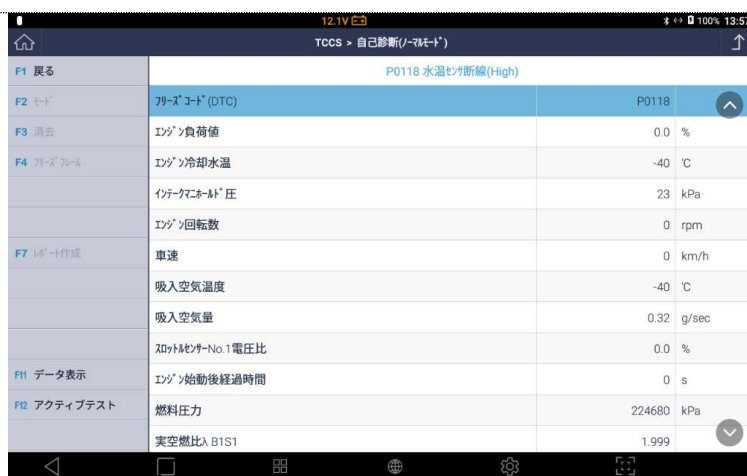 12.1V
100% 13:57
TCCS > 自己診断(ﾉｰﾏﾙﾓｰﾄﾞ)
F1 戻る
P0118 水温ｾﾝｻ断線(High)
F2 ﾓｰﾄﾞ
ﾌﾘｰｽﾞｺｰﾄﾞ(DTC) P0118
F3 消去
ｴﾝｼﾞﾝ負荷値 0.0 %
F4 ﾌﾘｰｽﾞﾌﾚｰﾑ
ｴﾝｼﾞﾝ冷却水温 -40 ℃
ｲﾝﾃｰｸﾏﾆﾎｰﾙﾄﾞ圧 23 kPa
ｴﾝｼﾞﾝ回転数 0 rpm
F7 ﾚﾎﾟｰﾄ作成
車速 0 km/h
吸入空気温度 -40 ℃
吸入空気量 0.32 g/sec
ｽﾛｯﾄﾙｾﾝｻｰNo.1電圧比 0.0 %
F11 データ表示
ｴﾝｼﾞﾝ始動後経過時間 0 s
F12 アクティブテスト
燃料圧力 224680 kPa
実空燃比λ B1S1 1.999